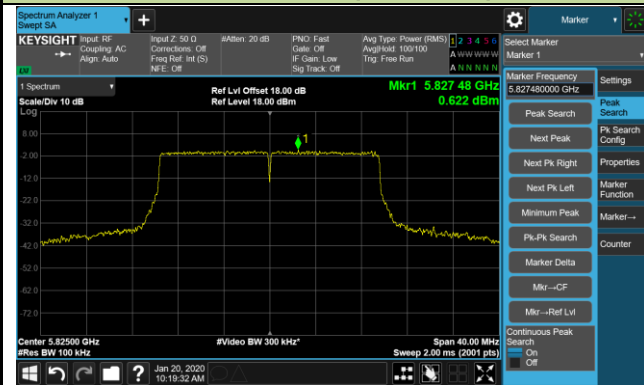 Spectrum Analyzer 1
Swept SA
+
Marker
KEYSIGHT
Input: RF
Coupling: AC
Align: Auto
Input Z: 50 Ω
Corrections: Off
Freq Ref: Int (S)
NFE: Off
#Atten: 20 dB
PNO: Fast
Gate: Off
IF Gain: Low
Sig Track: Off
Avg Type: Power (RMS)
Avg|Hold: 100/100
Trig: Free Run
1 2 3 4 5 6
A W W W W W
A N N N N N
Select Marker
Marker 1
1 Spectrum
Scale/Div 10 dB
Log
Ref Lvl Offset 18.00 dB
Ref Level 18.00 dBm
Mkr1 5.827 48 GHz
0.622 dBm
8.00
-2.00
-12.0
-22.0
-32.0
-42.0
-52.0
-62.0
-72.0
1
Center 5.82500 GHz
#Res BW 100 kHz
#Video BW 300 kHz*
Span 40.00 MHz
Sweep 2.00 ms (2001 pts)
Marker Frequency
5.827480000 GHz
Peak Search
Next Peak
Next Pk Right
Next Pk Left
Minimum Peak
Pk-Pk Search
Marker Delta
Mkr→CF
Mkr→Ref Lvl
Continuous Peak
Search
On
Off
Settings
Peak
Search
Pk Search
Config
Properties
Marker
Function
Marker→
Counter
?
Jan 20, 2020
10:19:32 AM